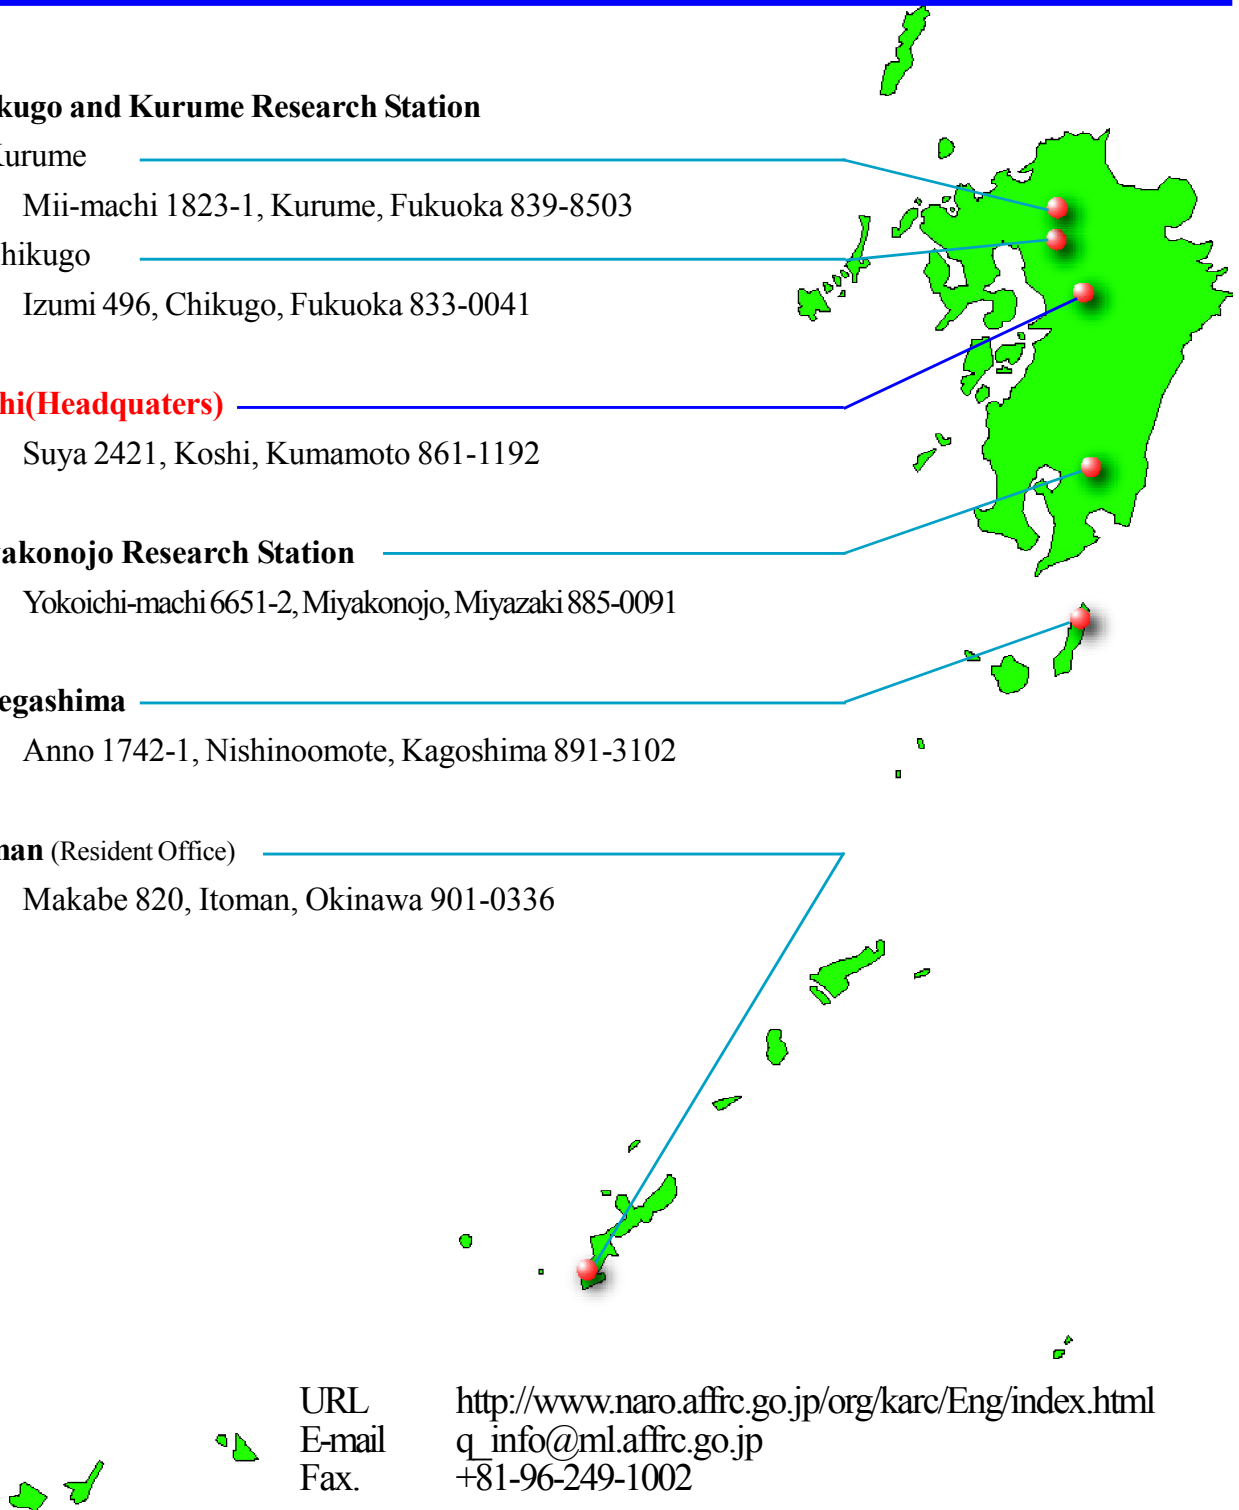 kugo and Kurume Research Station
Kurume
Mii-machi 1823-1, Kurume, Fukuoka 839-8503
hikugo
Izumi 496, Chikugo, Fukuoka 833-0041
hi(Headquaters)
Suya 2421, Koshi, Kumamoto 861-1192
yakonojo Research Station
Yokoichi-machi 6651-2, Miyakonojo, Miyazaki 885-0091
egashima
Anno 1742-1, Nishinoomote, Kagoshima 891-3102
man (Resident Office)
Makabe 820, Itoman, Okinawa 901-0336
URL http://www.naro.affrc.go.jp/org/karc/Eng/index.html
E-mail q_info@ml.affrc.go.jp
Fax. +81-96-249-1002